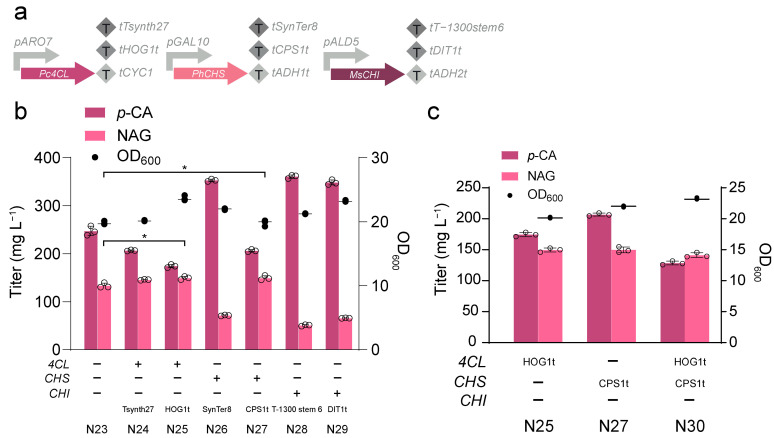 a
tTsynth27 tSynTer8 tT−1300stem6
pARO7 tHOG1t pGAL10 tCPS1t pALD5 tDIT1t
Pc4CL T tCYC1 PhCHS T tADH1t MsCHI T tADH2t
b
p-CA
NAG
OD600
Titer (mg L−1)
400
300
200
100
0
*
*
30
20
10
0
OD600
4CL − + + − − − −
CHS − − − + + − −
CHI − − − − − + +
Tsynth27 HOG1t SynTer8 CPS1t T-1300 stem 6 DIT1t
N23 N24 N25 N26 N27 N28 N29
c
p-CA
NAG
OD600
Titer (mg L−1)
250
200
150
100
50
0
25
20
15
10
5
0
OD600
4CL HOG1t − HOG1t
CHS − CPS1t CPS1t
CHI − − −
N25 N27 N30